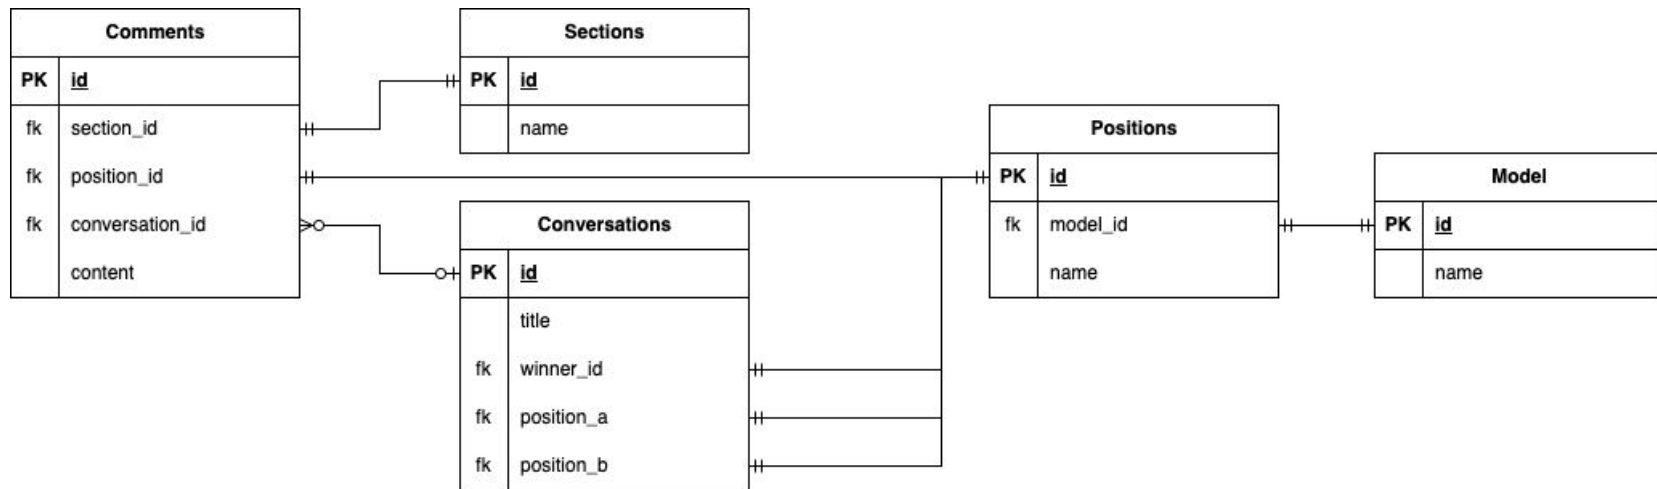 Comments
PK id
fk section_id
fk position_id
fk conversation_id
content
Sections
PK id
name
Conversations
PK id
title
fk winner_id
fk position_a
fk position_b
Positions
PK id
fk model_id
name
Model
PK id
name